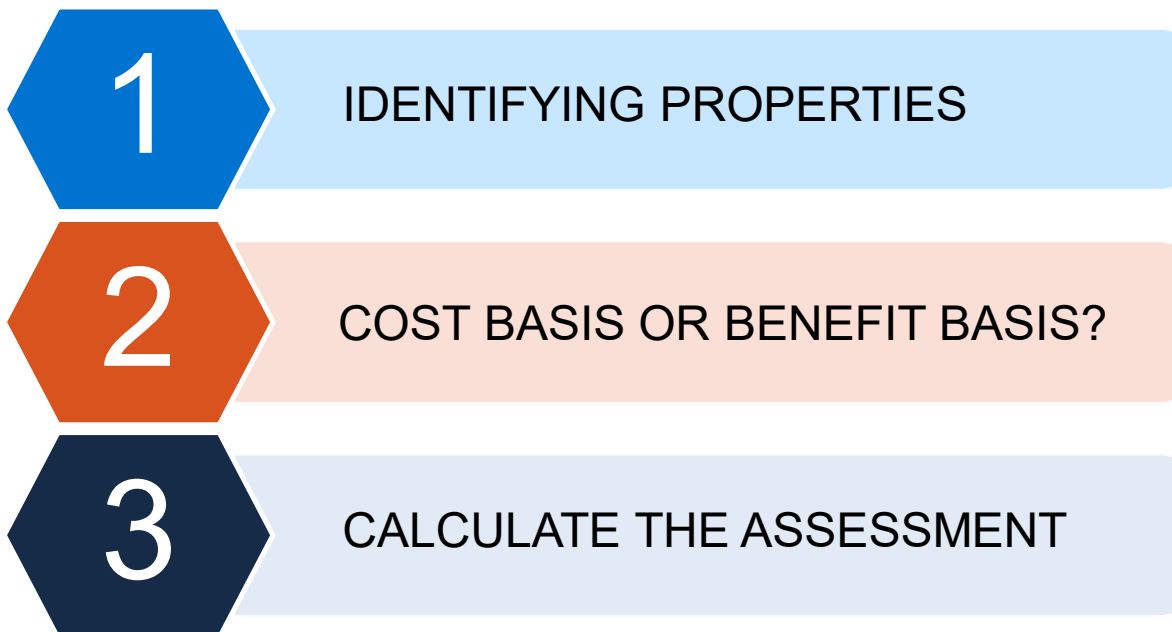 1
IDENTIFYING PROPERTIES
2
COST BASIS OR BENEFIT BASIS?
3
CALCULATE THE ASSESSMENT